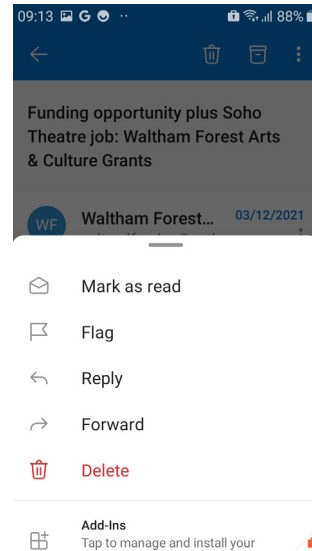 09:13 G 88%
Funding opportunity plus Soho
Theatre job: Waltham Forest Arts
& Culture Grants
WF Waltham Forest... 03/12/2021
Mark as read
Flag
Reply
Forward
Delete
Add-Ins
Tap to manage and install your